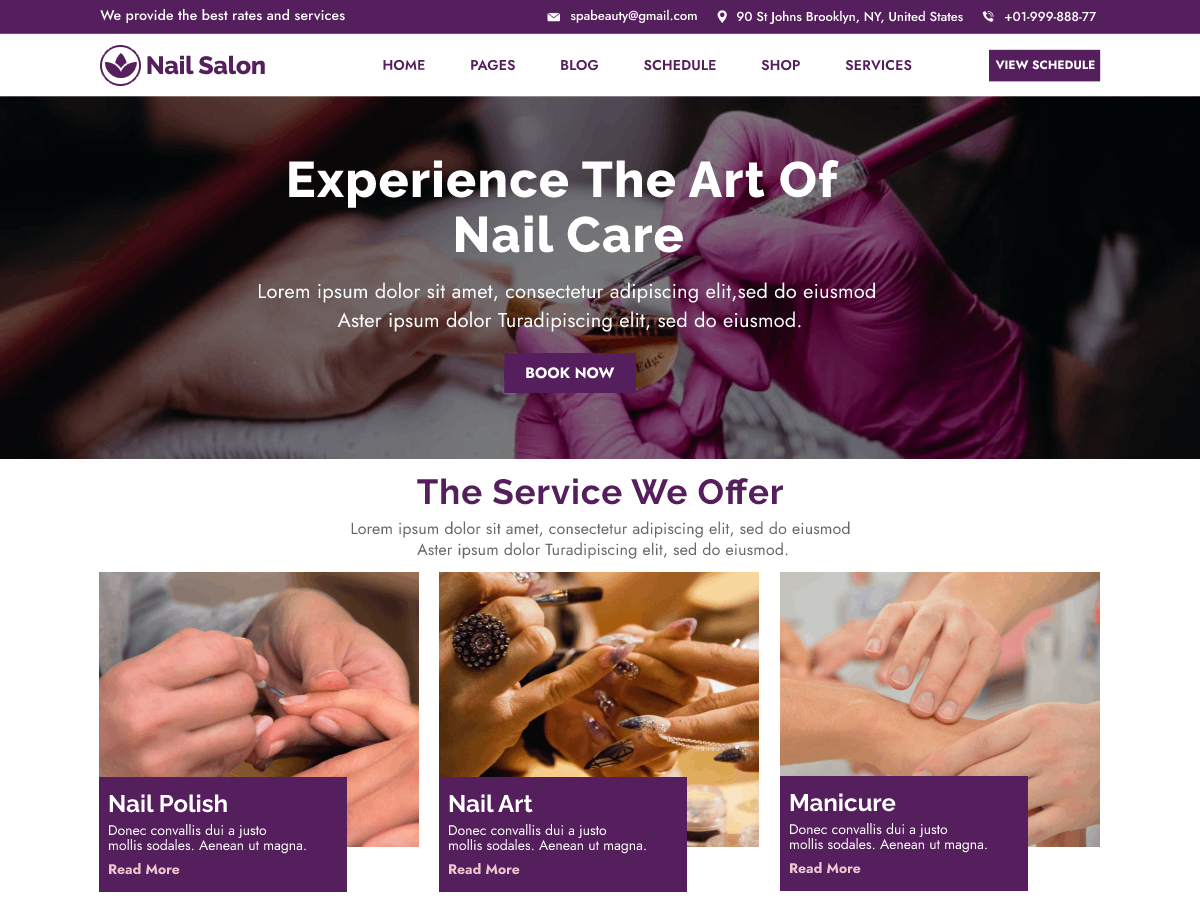 We provide the best rates and services
spabeauty@gmail.com
90 St Johns Brooklyn, NY, United States
+01-999-888-77
Nail Salon
HOME
PAGES
BLOG
SCHEDULE
SHOP
SERVICES
VIEW SCHEDULE
Experience The Art Of
Nail Care
Lorem ipsum dolor sit amet, consectetur adipiscing elit,sed do eiusmod
Aster ipsum dolor Turadipiscing elit, sed do eiusmod.
Edge
BOOK NOW
The Service We Offer
Lorem ipsum dolor sit amet, consectetur adipiscing elit, sed do eiusmod
Aster ipsum dolor Turadipiscing elit, sed do eiusmod.
Nail Polish
Donec convallis dui a justo
mollis sodales. Aenean ut magna.
Read More
Nail Art
Donec convallis dui a justo
mollis sodales. Aenean ut magna.
Read More
Manicure
Donec convallis dui a justo
mollis sodales. Aenean ut magna.
Read More